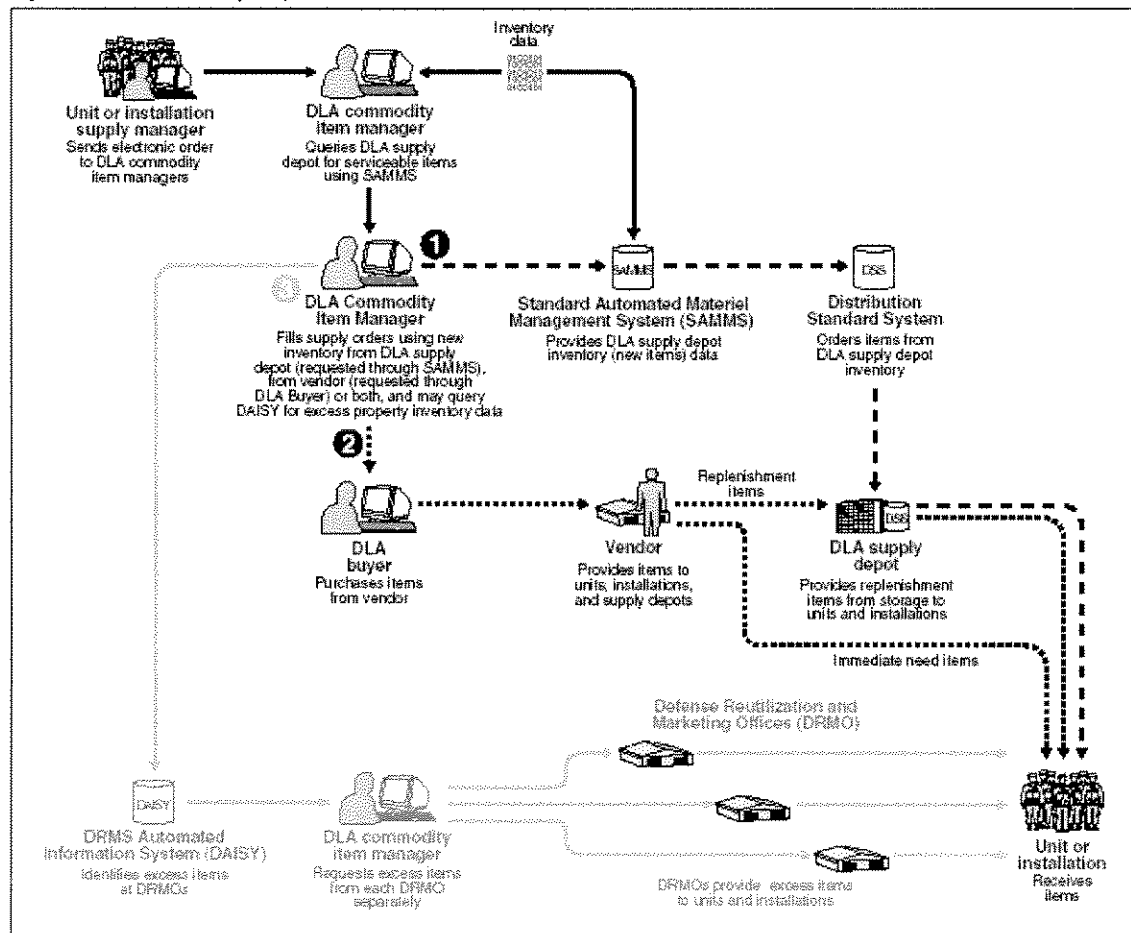 Inventory
data
Unit or installation
supply manager
Sends electronic order
to DLA commodity
item managers
DLA commodity
item manager
Queries DLA supply
depot for serviceable items
using SAMMS
1
3
DLA Commodity
Item Manager
Fills supply orders using new
inventory from DLA supply
depot (requested through SAMMS),
from vendor (requested through
DLA Buyer) or both, and may query
DAISY for excess property inventory data
SAMMS
Standard Automated Materiel
Management System (SAMMS)
Provides DLA supply depot
inventory (new items) data
DSS
Distribution
Standard System
Orders items from
DLA supply depot
inventory
2
DLA
buyer
Purchases items
from vendor
Vendor
Provides items to
units, installations,
and supply depots
Replenishment
items
DSS
DLA supply
depot
Provides replenishment
items from storage to
units and installations
Immediate need items
Defense Reutilization and
Marketing Offices (DRMO)
DAISY
DRMS Automated
Information System (DAISY)
Identifies excess items
at DRMOs
DLA commodity
item manager
Requests excess items
from each DRMO
separately
DRMOs provide excess items
to units and installations
Unit or
installation
Receives
items